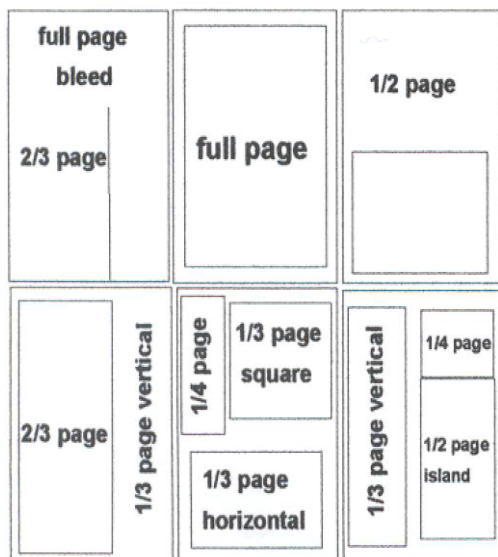 full page
bleed
2/3 page
full page
1/2 page
2/3 page
1/3 page vertical
1/4 page
1/3 page
square
1/3 page
horizontal
1/3 page vertical
1/4 page
1/2 page
island